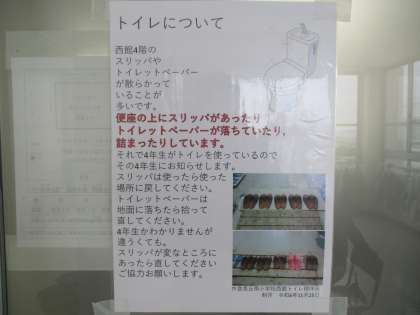 トイレについて
西館4階の
スリッパや
トイレットペーパー
が散らかって
いることが
多いです。
便座の上にスリッパがあったり
トイレットペーパーが落ちていたり,
詰まったりしています。
それで4年生がトイレを使っているので
その4年生にお知らせします。
スリッパは使ったら使った
場所に戻してください。
トイレットペーパーは
地面に落ちたら拾って
直してください。
4年生かわかりませんが
違うくても。
スリッパが変なところに
あったら直してください
ご協力お願いします。